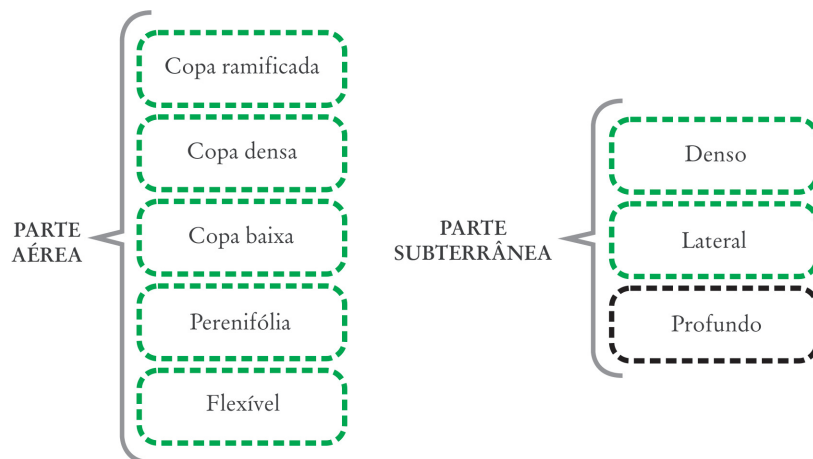 PARTE
AÉREA
Copa ramificada
Copa densa
Copa baixa
Perenifólia
Flexível
PARTE
SUBTERRÂNEA
Denso
Lateral
Profundo